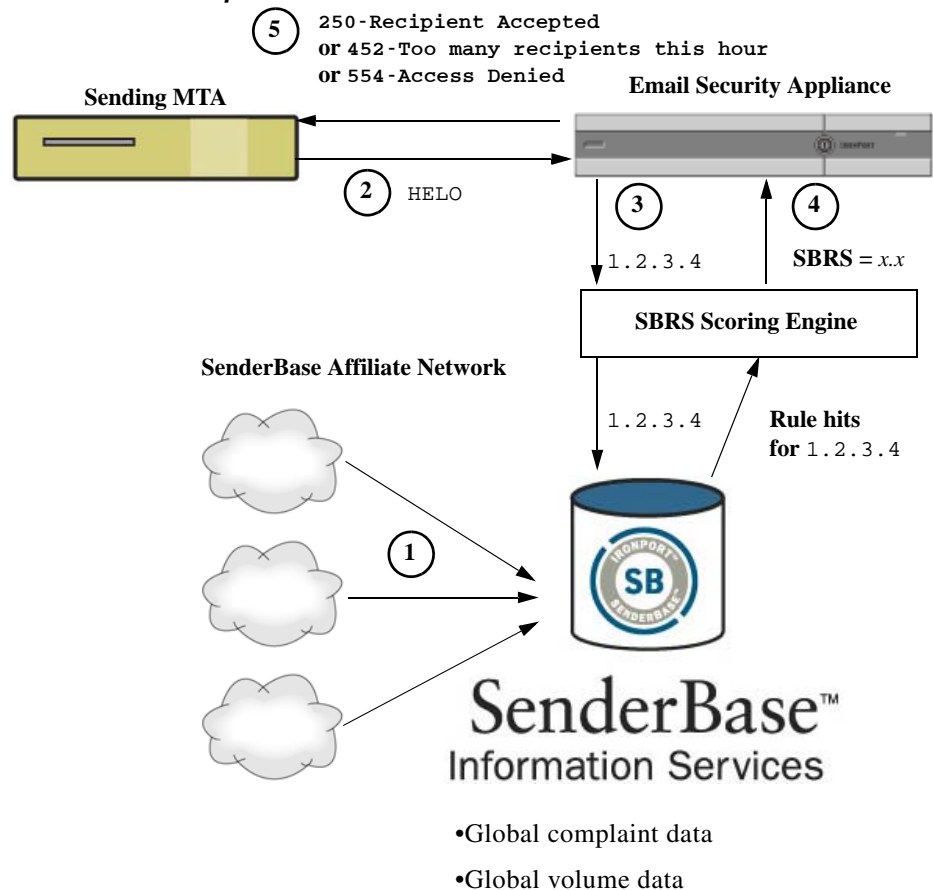 5
250-Recipient Accepted
or 452-Too many recipients this hour
or 554-Access Denied
Sending MTA
Email Security Appliance
IRONPORT
2
HELO
3
4
1.2.3.4
SBRS = x.x
SBRS Scoring Engine
SenderBase Affiliate Network
1.2.3.4
Rule hits
for 1.2.3.4
1
IRONPORT™
SB
SENDERBASE™
SenderBase™
Information Services
•Global complaint data
•Global volume data